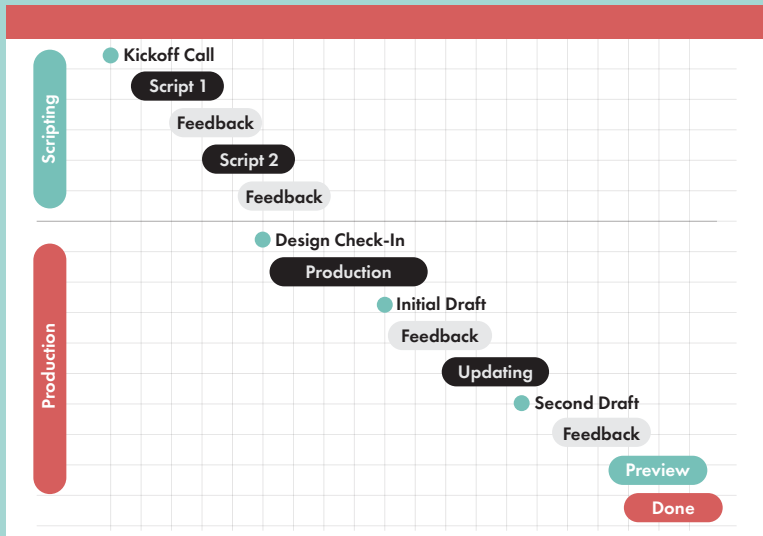 Scripting
Kickoff Call
Script 1
Feedback
Script 2
Feedback
Production
Design Check-In
Production
Initial Draft
Feedback
Updating
Second Draft
Feedback
Preview
Done